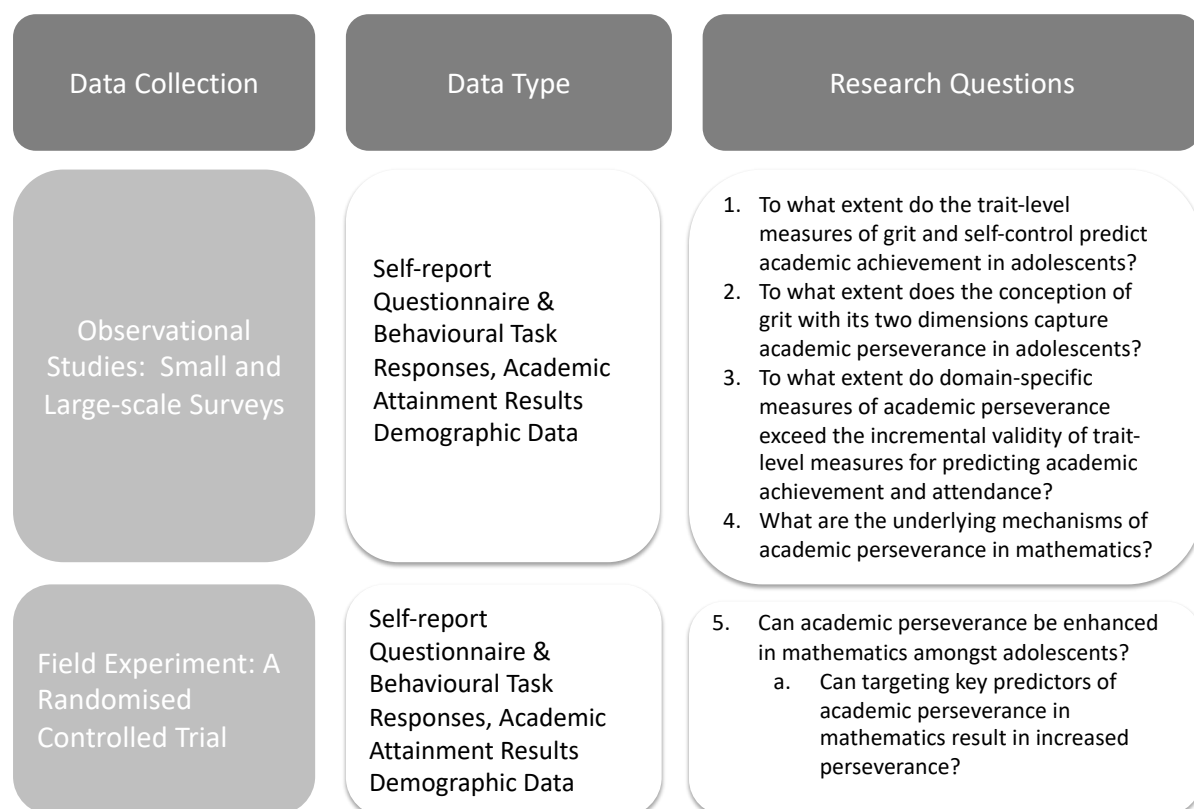 Data Collection
Data Type
Research Questions
Observational
Studies:  Small and
Large-scale Surveys
Self-report
Questionnaire &
Behavioural Task
Responses, Academic
Attainment Results
Demographic Data
1. To what extent do the trait-level
measures of grit and self-control predict
academic achievement in adolescents?
2. To what extent does the conception of
grit with its two dimensions capture
academic perseverance in adolescents?
3. To what extent do domain-specific
measures of academic perseverance
exceed the incremental validity of trait-
level measures for predicting academic
achievement and attendance?
4. What are the underlying mechanisms of
academic perseverance in mathematics?
Field Experiment: A
Randomised
Controlled Trial
Self-report
Questionnaire &
Behavioural Task
Responses, Academic
Attainment Results
Demographic Data
5. Can academic perseverance be enhanced
in mathematics amongst adolescents?
a. Can targeting key predictors of
academic perseverance in
mathematics result in increased
perseverance?